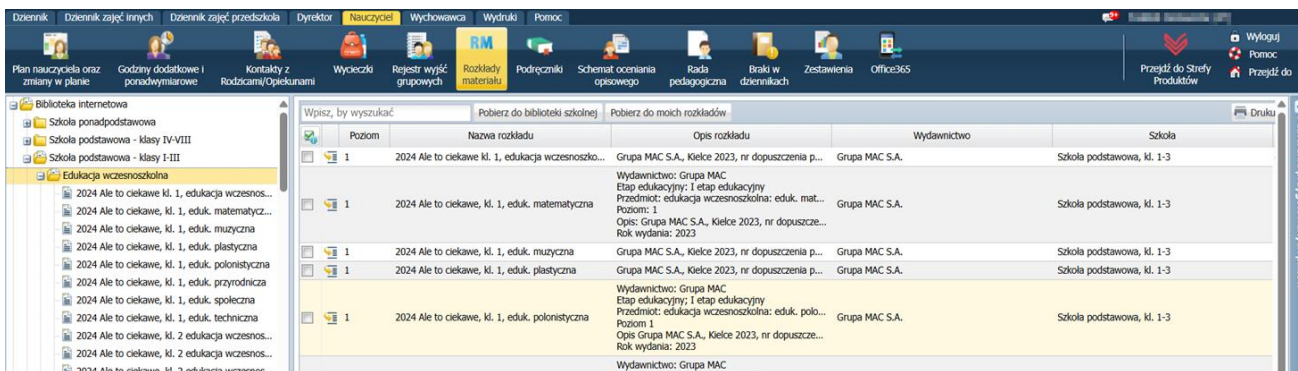 Dziennik Dziennik zajęć innych Dziennik zajęć przedszkola Dyrektor Nauczyciel Wychowawca Wydruki Pomoc
Plan nauczyciela oraz zmiany w planie
Godziny dodatkowe i ponadwymiarowe
Kontakty z Rodzicami/Opiekunami
Wycieczki
Rejestr wyjść grupowych
RM
Rozkłady materiału
Podręczniki
Schemat oceniania opisowego
Rada pedagogiczna
Braki w dziennikach
Zestawienia
Office365
Przejdź do Strefy Produktów
Wyloguj
Pomoc
Przejdź do
Biblioteka internetowa
Szkoła ponadpodstawowa
Szkoła podstawowa - klasy IV-VIII
Szkoła podstawowa - klasy I-III
Edukacja wczesnoszkolna
2024 Ale to ciekawe kl. 1, edukacja wczesnos...
2024 Ale to ciekawe, kl. 1, eduk. matematycz...
2024 Ale to ciekawe, kl. 1, eduk. muzyczna
2024 Ale to ciekawe, kl. 1, eduk. plastyczna
2024 Ale to ciekawe, kl. 1, eduk. polonistyczna
2024 Ale to ciekawe, kl. 1, eduk. przyrodnicza
2024 Ale to ciekawe, kl. 1, eduk. społeczna
2024 Ale to ciekawe, kl. 1, eduk. techniczna
2024 Ale to ciekawe, kl. 2 edukacja wczesnos...
2024 Ale to ciekawe, kl. 2 edukacja wczesnos...
2024 Ale to ciekawe, kl. 2 edukacja wczesnos...
Wpisz, by wyszukać Pobierz do biblioteki szkolnej Pobierz do moich rozkładów Druku
Poziom Nazwa rozkładu Opis rozkładu Wydawnictwo Szkoła
1 2024 Ale to ciekawe kl. 1, edukacja wczesnoszko... Grupa MAC S.A., Kielce 2023, nr dopuszczenia p... Grupa MAC S.A. Szkoła podstawowa, kl. 1-3
1 2024 Ale to ciekawe, kl. 1, eduk. matematyczna
Wydawnictwo: Grupa MAC
Etap edukacyjny: I etap edukacyjny
Przedmiot: edukacja wczesnoszkolna: eduk. mat...
Poziom: 1
Opis: Grupa MAC S.A., Kielce 2023, nr dopuszcze...
Rok wydania: 2023
Grupa MAC S.A. Szkoła podstawowa, kl. 1-3
1 2024 Ale to ciekawe, kl. 1, eduk. muzyczna Grupa MAC S.A., Kielce 2023, nr dopuszczenia p... Grupa MAC S.A. Szkoła podstawowa, kl. 1-3
1 2024 Ale to ciekawe, kl. 1, eduk. plastyczna Grupa MAC S.A., Kielce 2023, nr dopuszczenia p... Grupa MAC S.A. Szkoła podstawowa, kl. 1-3
1 2024 Ale to ciekawe, kl. 1, eduk. polonistyczna
Wydawnictwo: Grupa MAC
Etap edukacyjny; I etap edukacyjny
Przedmiot: edukacja wczesnoszkolna: eduk. polo...
Poziom 1
Opis Grupa MAC S.A., Kielce 2023, nr dopuszcze...
Rok wydania: 2023
Grupa MAC S.A. Szkoła podstawowa, kl. 1-3
Wydawnictwo: Grupa MAC